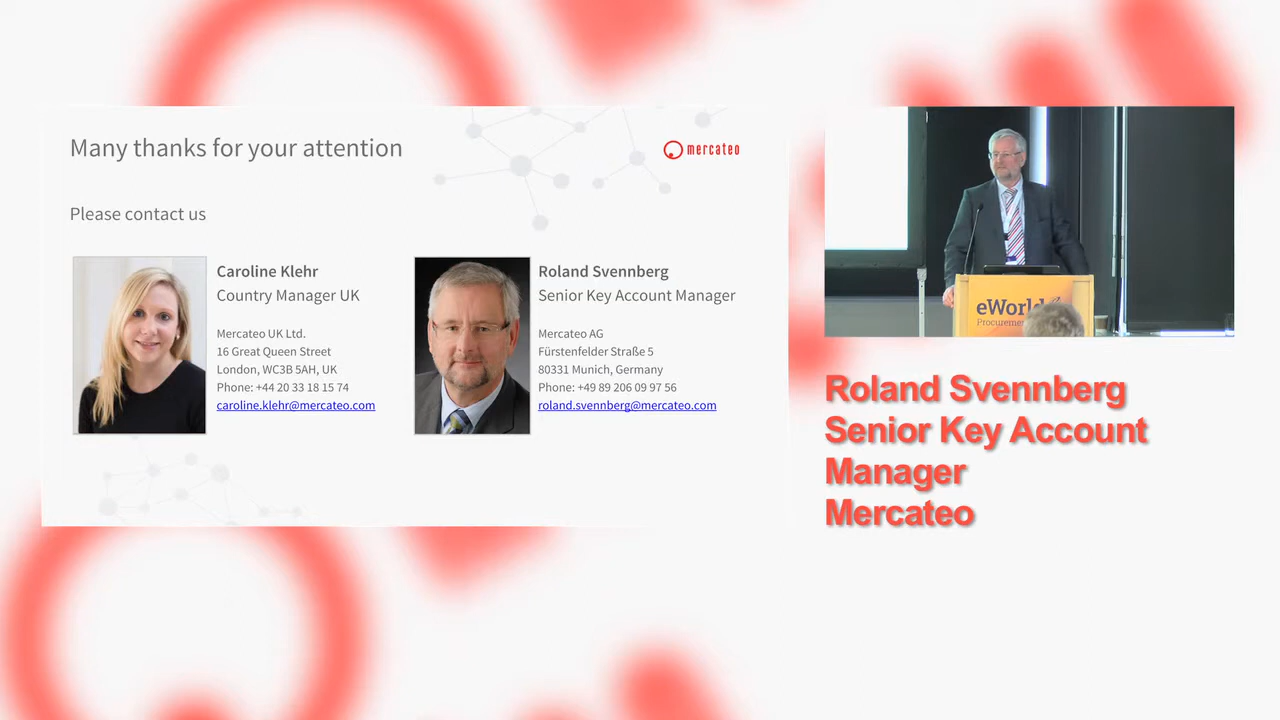 Many thanks for your attention
mercateo
Please contact us
Caroline Klehr
Country Manager UK
Mercateo UK Ltd.
16 Great Queen Street
London, WC3B 5AH, UK
Phone: +44 20 33 18 15 74
caroline.klehr@mercateo.com
Roland Svennberg
Senior Key Account Manager
Mercateo AG
Fürstenfelder Straße 5
80331 Munich, Germany
Phone: +49 89 206 09 97 56
roland.svennberg@mercateo.com
eWorld
Procurement
Roland Svennberg
Senior Key Account
Manager
Mercateo